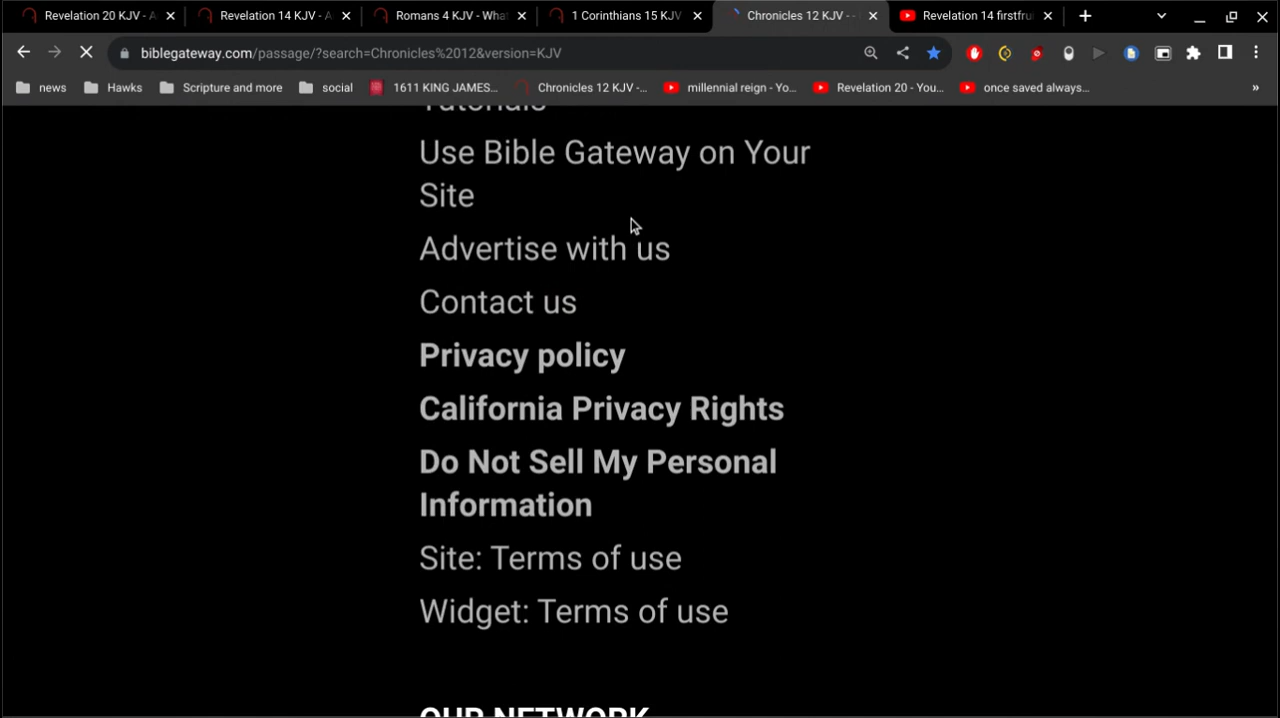 Revelation 20 KJV - A
Revelation 14 KJV - A
Romans 4 KJV - What
1 Corinthians 15 KJV
Chronicles 12 KJV - -
Revelation 14 firstfru
biblegateway.com/passage/?search=Chronicles%2012&version=KJV
news
Hawks
Scripture and more
social
1611 KING JAMES...
Chronicles 12 KJV -...
millennial reign - Yo...
Revelation 20 - You...
once saved always...
»
Tutorials
Use Bible Gateway on Your
Site
Advertise with us
Contact us
Privacy policy
California Privacy Rights
Do Not Sell My Personal
Information
Site: Terms of use
Widget: Terms of use
OUR NETWORK